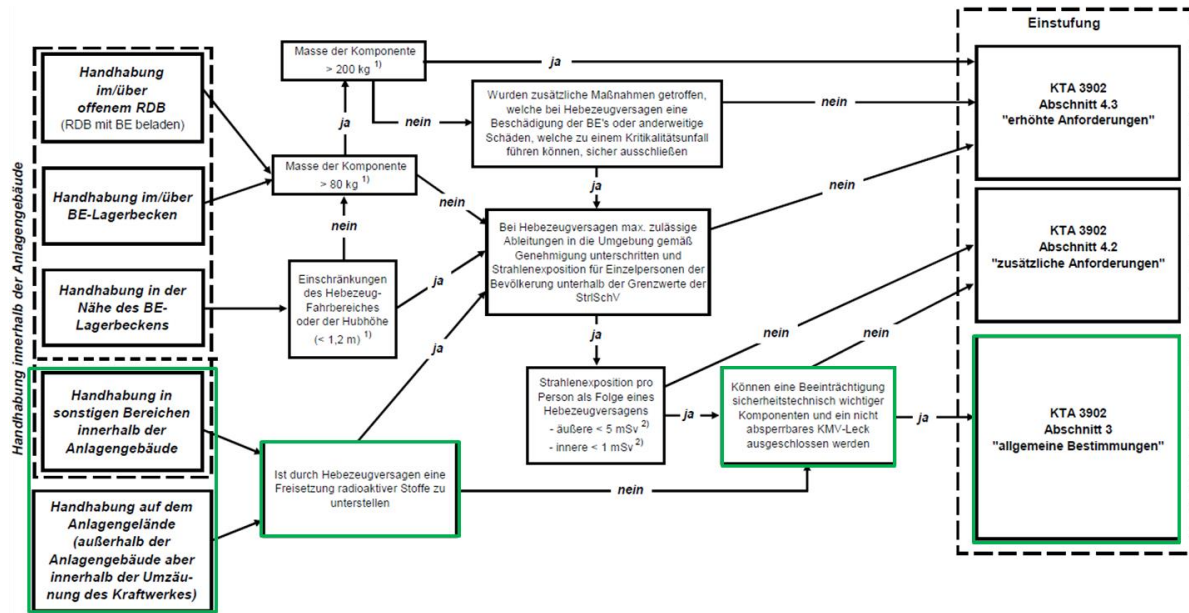 Handhabung innerhalb der Anlagengebäude
Handhabung
im/über
offenem RDB
(RDB mit BE beladen)
Handhabung im/über
BE-Lagerbecken
Handhabung in der
Nähe des BE-
Lagerbeckens
Handhabung in
sonstigen Bereichen
innerhalb der
Anlagengebäude
Handhabung auf dem
Anlagengelände
(außerhalb der
Anlagengebäude aber
innerhalb der Umzäu-
nung des Kraftwerkes)
Masse der Komponente
> 200 kg 1)
ja
nein
ja
Masse der Komponente
> 80 kg 1)
nein
nein
Einschränkungen
des Hebezeug-
Fahrbereiches
oder der Hubhöhe
(< 1,2 m) 1)
ja
ja
Ist durch Hebezeugversagen eine
Freisetzung radioaktiver Stoffe zu
unterstellen
nein
Wurden zusätzliche Maßnahmen getroffen,
welche bei Hebezeugversagen eine
Beschädigung der BE's oder anderweitige
Schäden, welche zu einem Kritikalitätsunfall
führen können, sicher ausschließen
nein
ja
Bei Hebezeugversagen max. zulässige
Ableitungen in die Umgebung gemäß
Genehmigung unterschritten und
Strahlenexposition für Einzelpersonen der
Bevölkerung unterhalb der Grenzwerte der
StrlSchV
nein
ja
Strahlenexposition pro
Person als Folge eines
Hebezeugversagens
- äußere < 5 mSv 2)
- innere < 1 mSv 2)
nein
ja
Können eine Beeinträchtigung
sicherheitstechnisch wichtiger
Komponenten und ein nicht
absperrbares KMV-Leck
ausgeschlossen werden
nein
ja
Einstufung
KTA 3902
Abschnitt 4.3
"erhöhte Anforderungen"
KTA 3902
Abschnitt 4.2
"zusätzliche Anforderungen"
KTA 3902
Abschnitt 3
"allgemeine Bestimmungen"